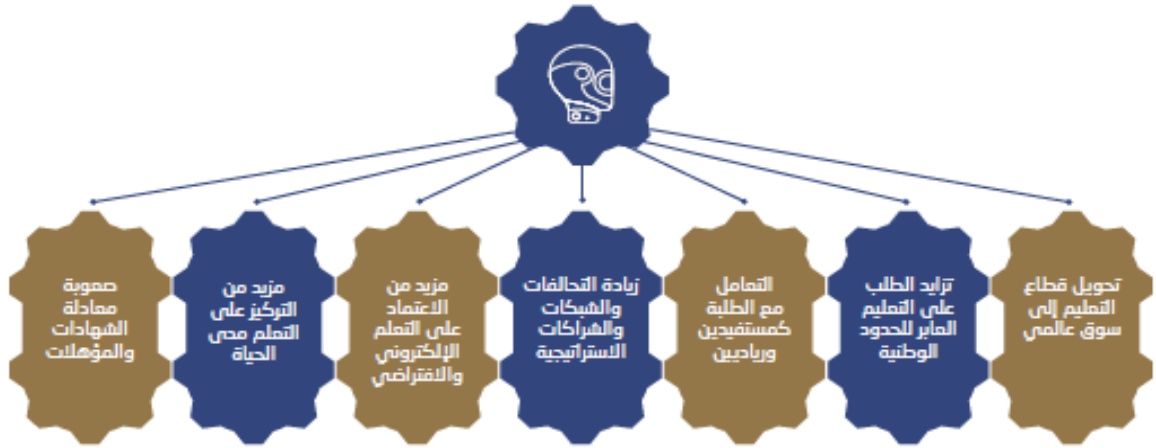 تحويل قطاع
التعليم إلى
سوق عالمي
تزايد الطلب
على التعليم
العابر للحدود
الوطنية
التعامل
مع الطلبة
كمستفيدين
ورياديين
زيادة التحالفات
والشبكات
والشراكات
الاستراتيجية
مزيد من
الاعتماد
على التعلم
الإلكتروني
والافتراضي
مزيد من
التركيز على
التعلم مدى
الحياة
صعوبة
معادلة
الشهادات
والمؤهلات